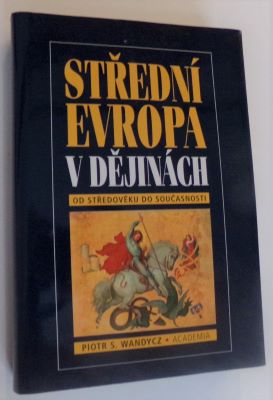 STŘEDNÍ
EVROPA
V DĚJINÁCH
OD STŘEDOVĚKU DO SOUČASNOSTI
PIOTR S. WANDYCZ • ACADEMIA